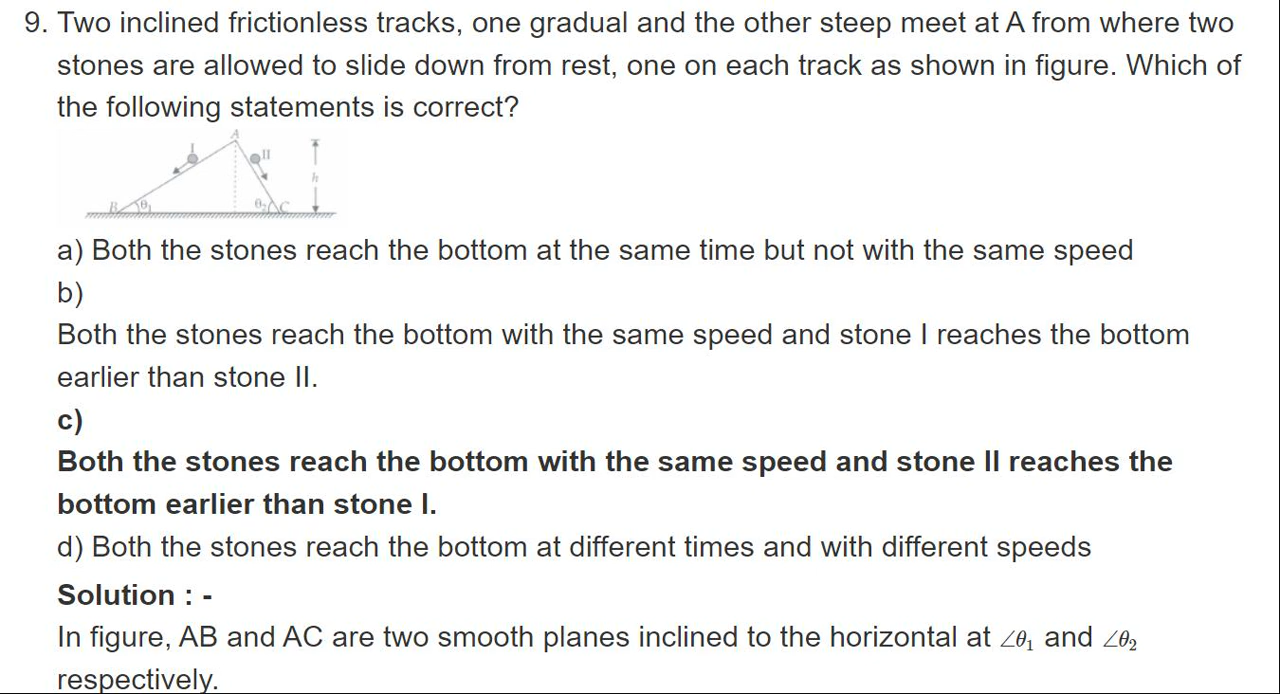 9. Two inclined frictionless tracks, one gradual and the other steep meet at A from where two
stones are allowed to slide down from rest, one on each track as shown in figure. Which of
the following statements is correct?
A
I
II
h
B θ₁ θ₂ C
a) Both the stones reach the bottom at the same time but not with the same speed
b)
Both the stones reach the bottom with the same speed and stone I reaches the bottom
earlier than stone II.
c)
Both the stones reach the bottom with the same speed and stone II reaches the
bottom earlier than stone I.
d) Both the stones reach the bottom at different times and with different speeds
Solution : -
In figure, AB and AC are two smooth planes inclined to the horizontal at ∠θ₁ and ∠θ₂
respectively.